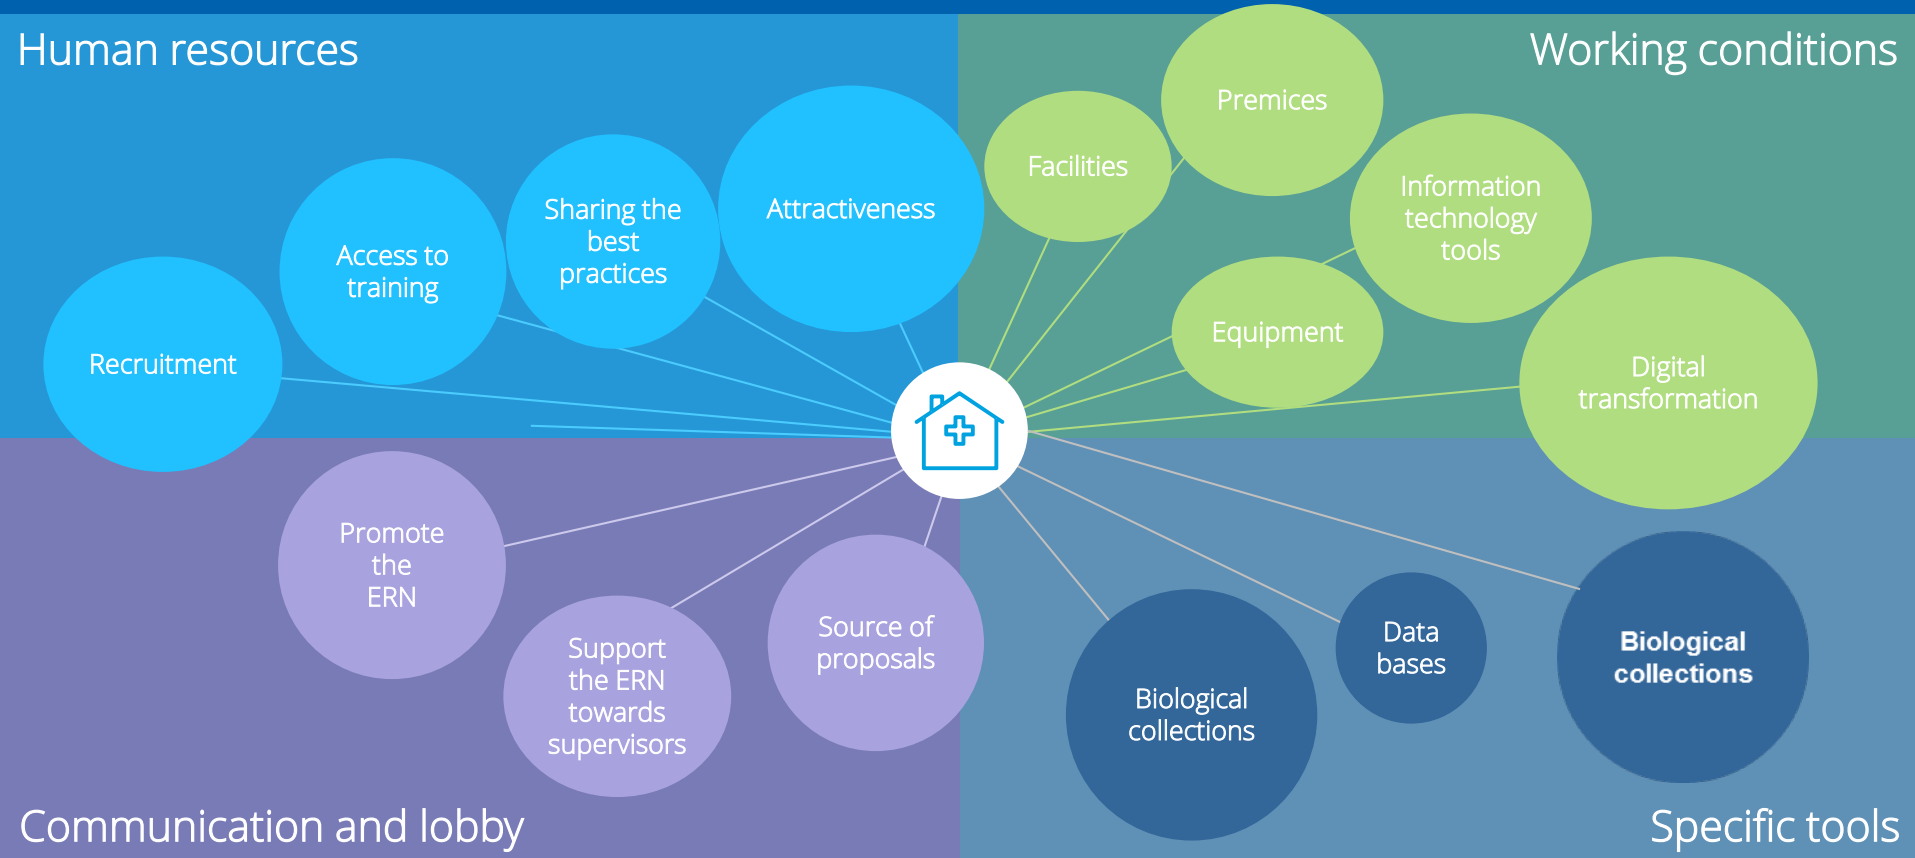 Human resources
Recruitment
Access to
training
Sharing the
best
practices
Attractiveness
Working conditions
Facilities
Premices
Information
technology
tools
Equipment
Digital
transformation
Promote
the
ERN
Support
the ERN
towards
supervisors
Source of
proposals
Communication and lobby
Biological
collections
Data
bases
Biological
collections
Specific tools